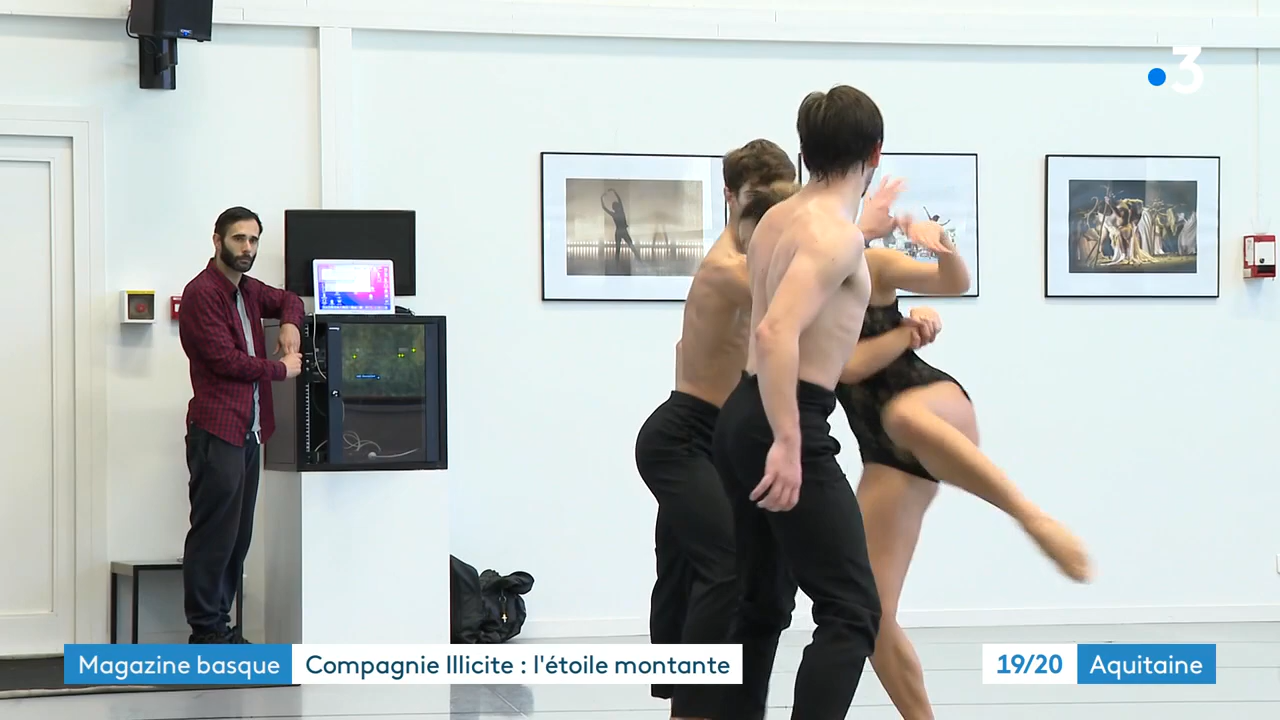 3
Magazine basque
Compagnie Illicite : l'étoile montante
19/20
Aquitaine